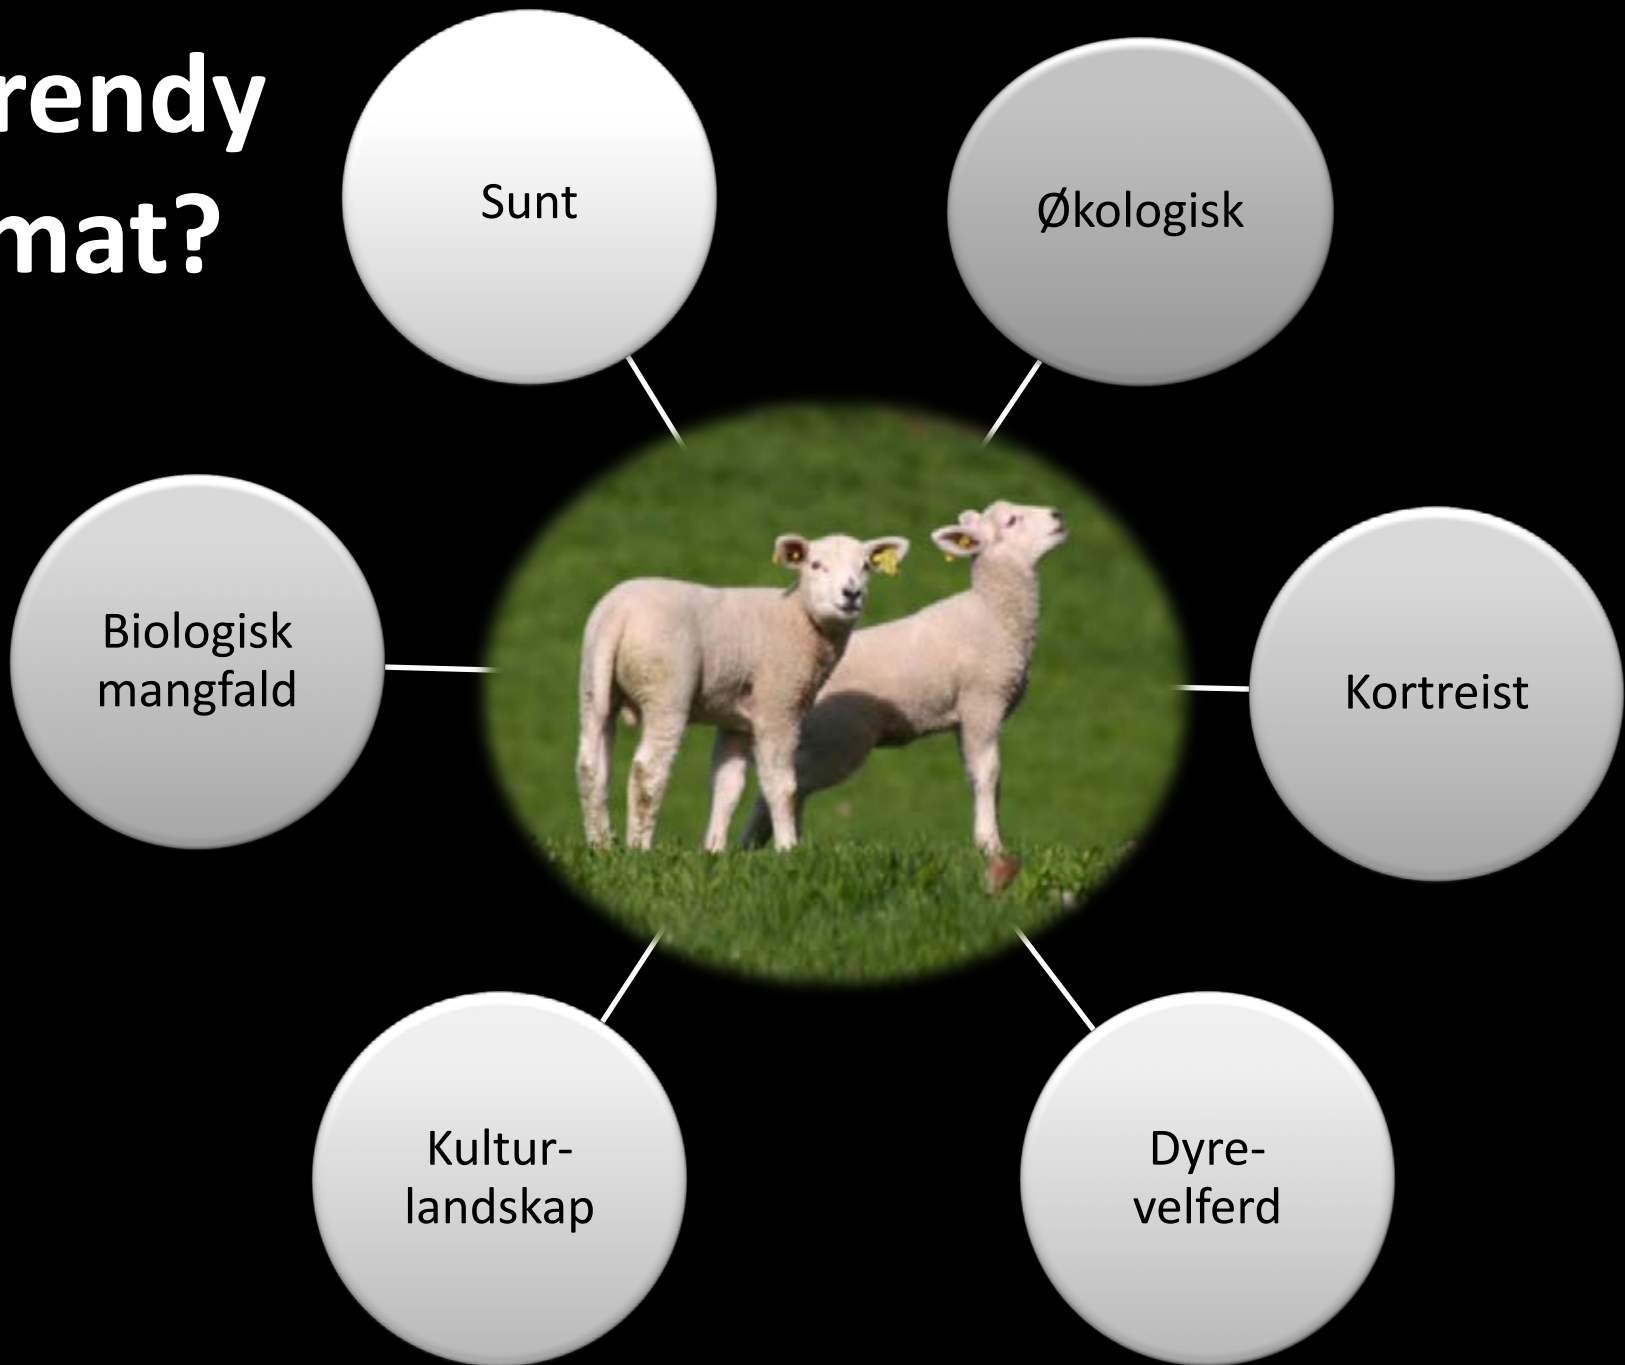 rendy
mat?
Sunt
Økologisk
Biologisk
mangfald
Kortreist
Kultur-
landskap
Dyre-
velferd